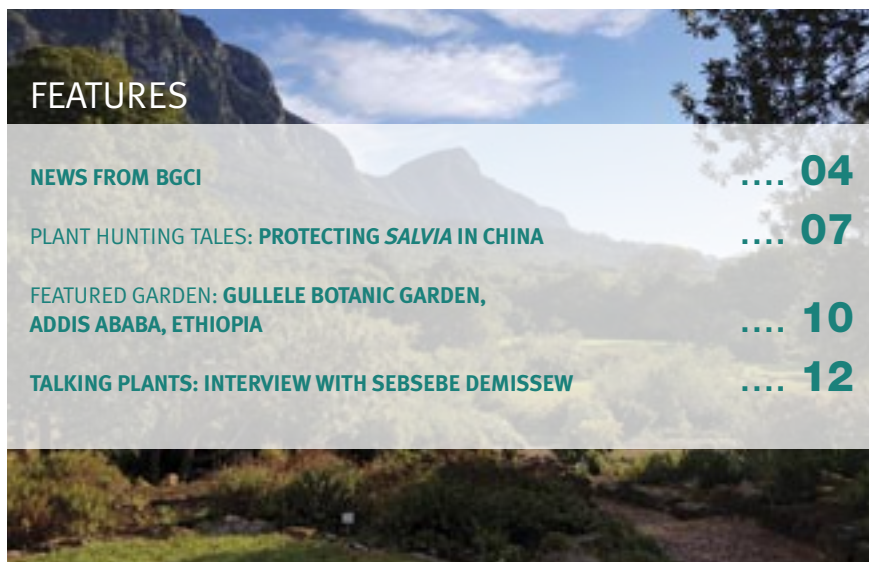 FEATURES
NEWS FROM BGCI .... 04
PLANT HUNTING TALES: PROTECTING SALVIA IN CHINA .... 07
FEATURED GARDEN: GULLELE BOTANIC GARDEN,
ADDIS ABABA, ETHIOPIA .... 10
TALKING PLANTS: INTERVIEW WITH SEBSEBE DEMISSEW .... 12